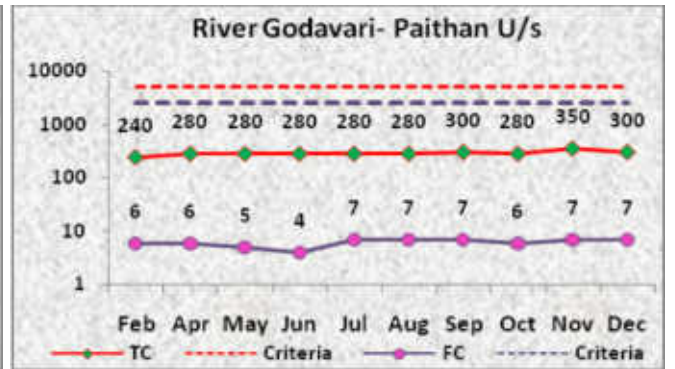 River Godavari- Paithan U/s
10000
1000
100
10
1
240 280 280 280 280 280 300 280 350 300
6 6 5 4 7 7 7 6 7 7
Feb Apr May Jun Jul Aug Sep Oct Nov Dec
TC Criteria FC Criteria